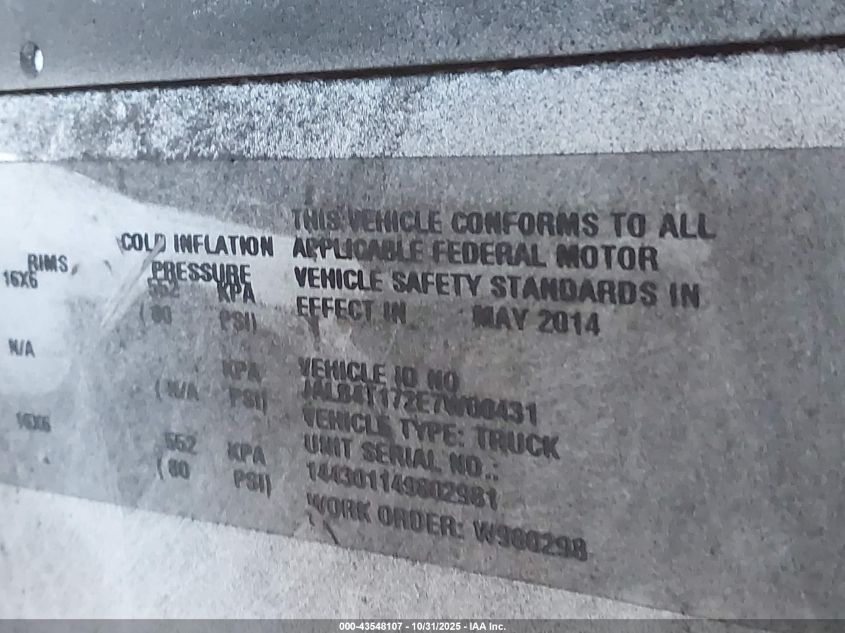 THIS VEHICLE CONFORMS TO ALL
COLD INFLATION APPLICABLE FEDERAL MOTOR
RIMS PRESSURE VEHICLE SAFETY STANDARDS IN
16X6 552 KPA EFFECT IN MAY 2014
(80 PSI)
N/A KPA VEHICLE ID NO
(N/A PSI)
VEHICLE TYPE: TRUCK
16X6 552 KPA UNIT SERIAL NO.:
(80 PSI) 1443011499802981
WORK ORDER: W980298
000-43548107 - 10/31/2025 - IAA Inc.